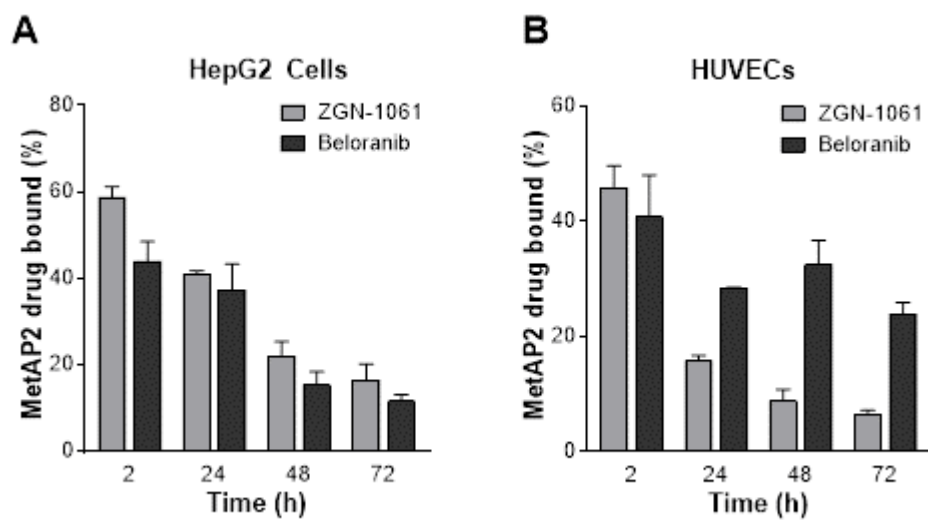 A
HepG2 Cells
MetAP2 drug bound (%)
80
60
40
20
0
ZGN-1061
Beloranib
2 24 48 72
Time (h)
B
HUVECs
MetAP2 drug bound (%)
60
40
20
0
ZGN-1061
Beloranib
2 24 48 72
Time (h)